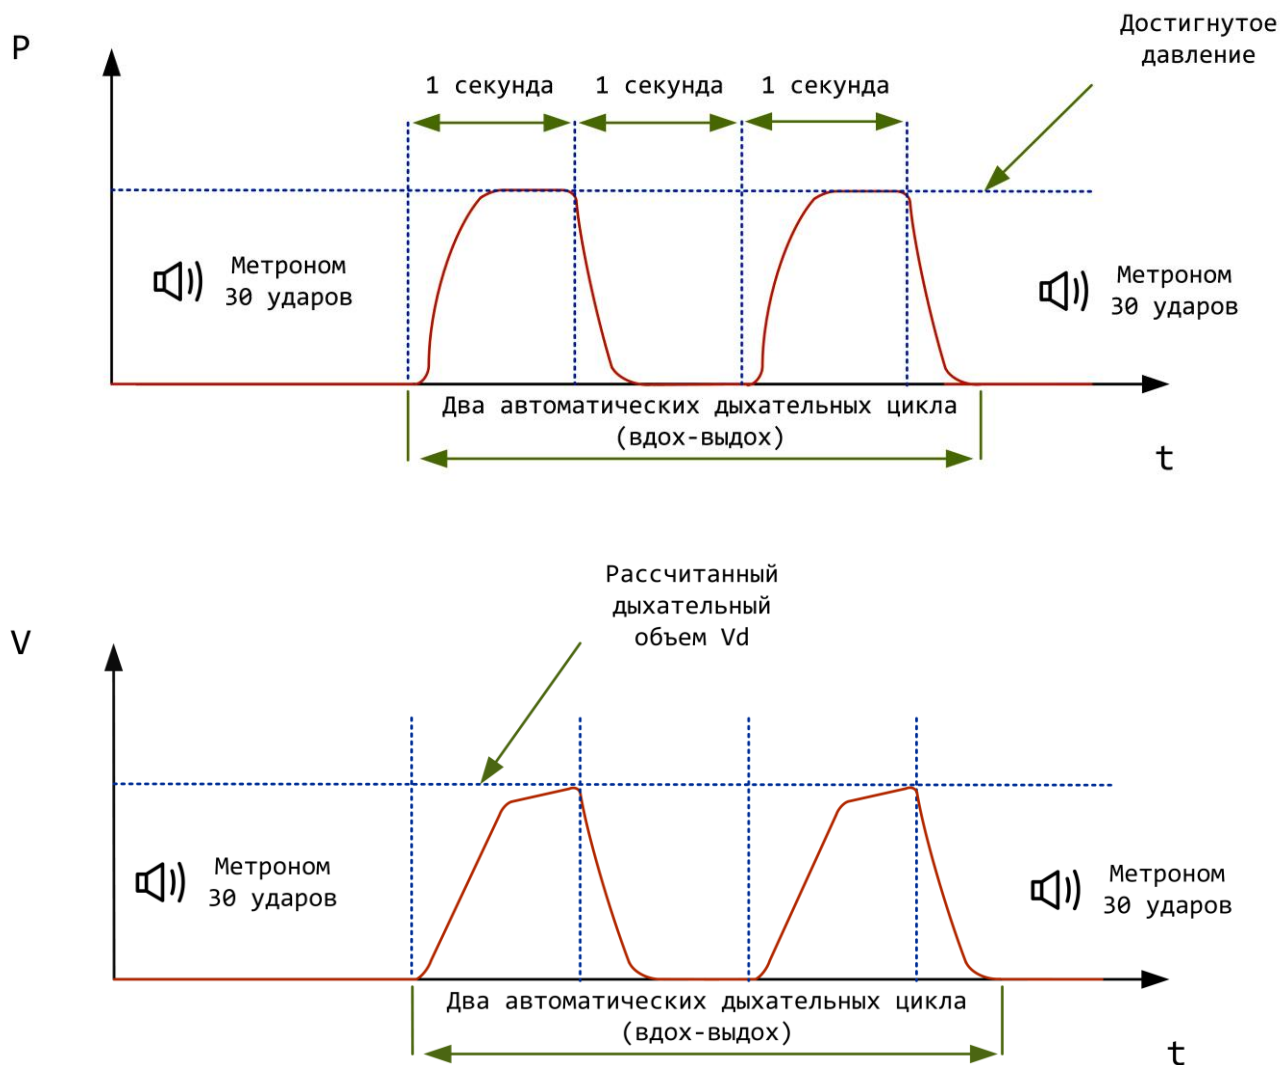 Достигнутое
давление
P
1 секунда 1 секунда 1 секунда
Метроном
30 ударов
Метроном
30 ударов
Два автоматических дыхательных цикла
(вдох-выдох)
t
Рассчитанный
дыхательный
объем Vd
V
Метроном
30 ударов
Метроном
30 ударов
Два автоматических дыхательных цикла
(вдох-выдох)
t